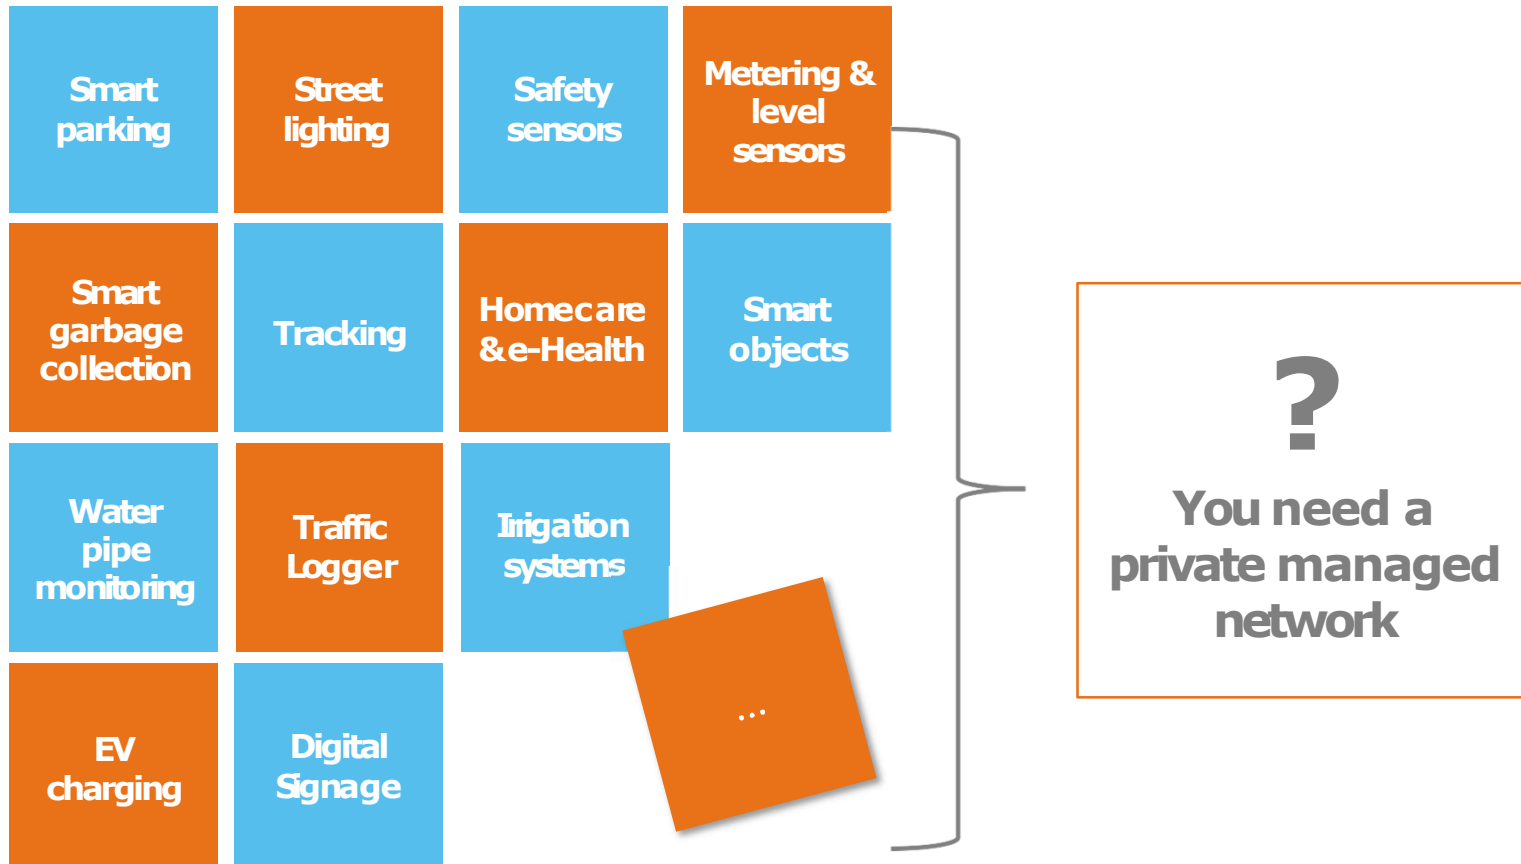 Smart
parking
Street
lighting
Safety
sensors
Metering &
level
sensors
Smart
garbage
collection
Tracking
Homecare
& e-Health
Smart
objects
Water
pipe
monitoring
Traffic
Logger
Irrigation
systems
EV
charging
Digital
Signage
...
?
You need a
private managed
network